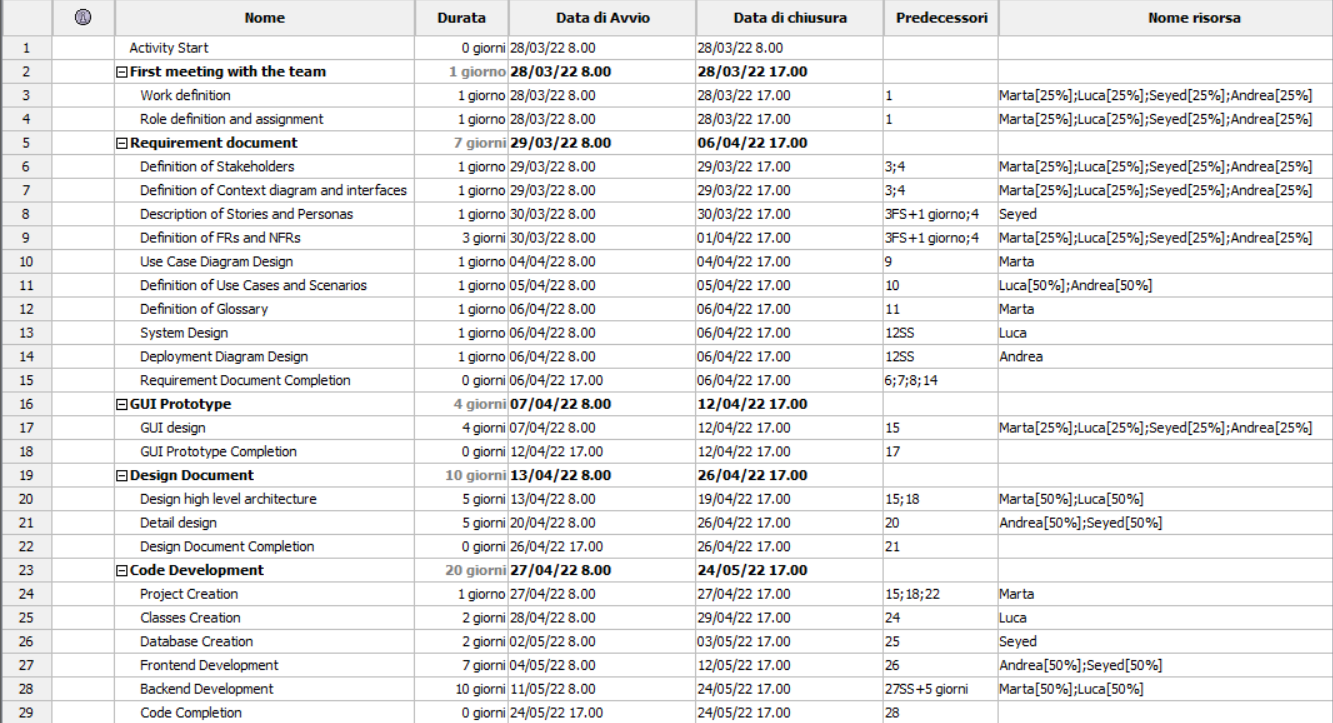 Nome Durata Data di Avvio Data di chiusura Predecessori Nome risorsa
1 Activity Start 0 giorni 28/03/22 8.00 28/03/22 8.00
2 First meeting with the team 1 giorno 28/03/22 8.00 28/03/22 17.00
3 Work definition 1 giorno 28/03/22 8.00 28/03/22 17.00 1 Marta[25%];Luca[25%];Seyed[25%];Andrea[25%]
4 Role definition and assignment 1 giorno 28/03/22 8.00 28/03/22 17.00 1 Marta[25%];Luca[25%];Seyed[25%];Andrea[25%]
5 Requirement document 7 giorni 29/03/22 8.00 06/04/22 17.00
6 Definition of Stakeholders 1 giorno 29/03/22 8.00 29/03/22 17.00 3;4 Marta[25%];Luca[25%];Seyed[25%];Andrea[25%]
7 Definition of Context diagram and interfaces 1 giorno 29/03/22 8.00 29/03/22 17.00 3;4 Marta[25%];Luca[25%];Seyed[25%];Andrea[25%]
8 Description of Stories and Personas 1 giorno 30/03/22 8.00 30/03/22 17.00 3FS+1 giorno;4 Seyed
9 Definition of FRs and NFRs 3 giorni 30/03/22 8.00 01/04/22 17.00 3FS+1 giorno;4 Marta[25%];Luca[25%];Seyed[25%];Andrea[25%]
10 Use Case Diagram Design 1 giorno 04/04/22 8.00 04/04/22 17.00 9 Marta
11 Definition of Use Cases and Scenarios 1 giorno 05/04/22 8.00 05/04/22 17.00 10 Luca[50%];Andrea[50%]
12 Definition of Glossary 1 giorno 06/04/22 8.00 06/04/22 17.00 11 Marta
13 System Design 1 giorno 06/04/22 8.00 06/04/22 17.00 12SS Luca
14 Deployment Diagram Design 1 giorno 06/04/22 8.00 06/04/22 17.00 12SS Andrea
15 Requirement Document Completion 0 giorni 06/04/22 17.00 06/04/22 17.00 6;7;8;14
16 GUI Prototype 4 giorni 07/04/22 8.00 12/04/22 17.00
17 GUI design 4 giorni 07/04/22 8.00 12/04/22 17.00 15 Marta[25%];Luca[25%];Seyed[25%];Andrea[25%]
18 GUI Prototype Completion 0 giorni 12/04/22 17.00 12/04/22 17.00 17
19 Design Document 10 giorni 13/04/22 8.00 26/04/22 17.00
20 Design high level architecture 5 giorni 13/04/22 8.00 19/04/22 17.00 15;18 Marta[50%];Luca[50%]
21 Detail design 5 giorni 20/04/22 8.00 26/04/22 17.00 20 Andrea[50%];Seyed[50%]
22 Design Document Completion 0 giorni 26/04/22 17.00 26/04/22 17.00 21
23 Code Development 20 giorni 27/04/22 8.00 24/05/22 17.00
24 Project Creation 1 giorno 27/04/22 8.00 27/04/22 17.00 15;18;22 Marta
25 Classes Creation 2 giorni 28/04/22 8.00 29/04/22 17.00 24 Luca
26 Database Creation 2 giorni 02/05/22 8.00 03/05/22 17.00 25 Seyed
27 Frontend Development 7 giorni 04/05/22 8.00 12/05/22 17.00 26 Andrea[50%];Seyed[50%]
28 Backend Development 10 giorni 11/05/22 8.00 24/05/22 17.00 27SS+5 giorni Marta[50%];Luca[50%]
29 Code Completion 0 giorni 24/05/22 17.00 24/05/22 17.00 28